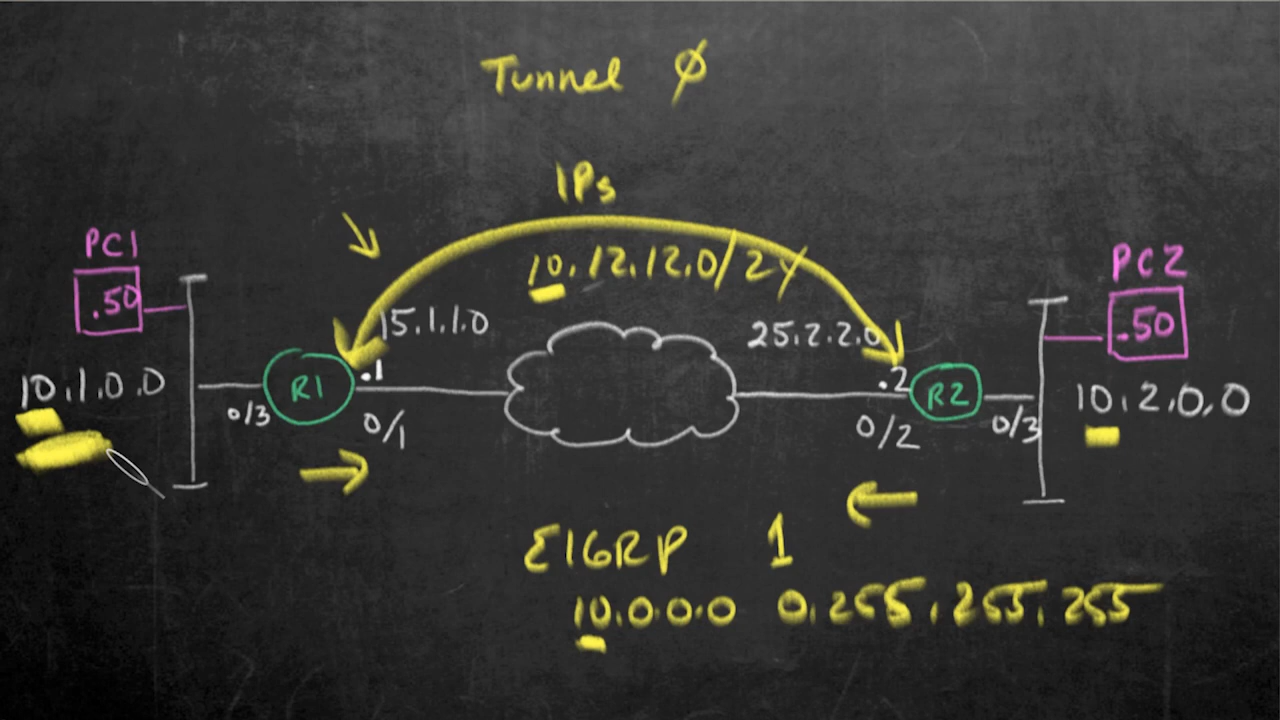 Tunnel Ø
IPs
10.12.12.0/24
PC1
.50
PC2
.50
15.1.1.0
25.2.2.0
10.1.0.0
R1
.1
.2
R2
10.2.0.0
0/3
0/1
0/2
0/3
EIGRP 1
10.0.0.0 0.255.255.255